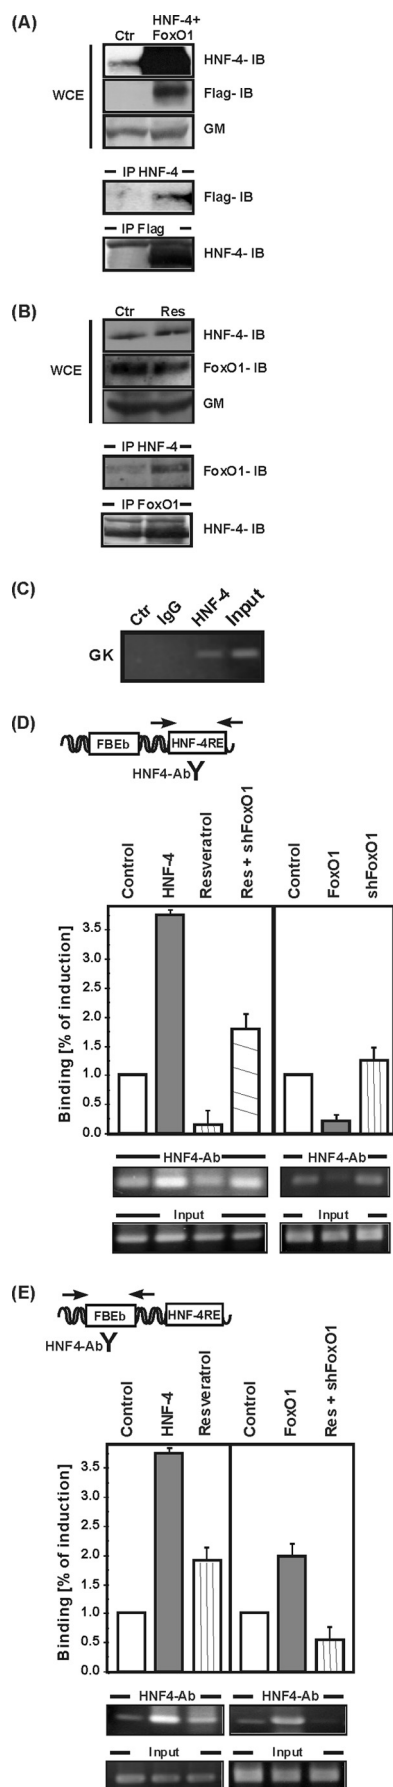 (A)
HNF-4+
Ctr FoxO1
HNF-4- IB
WCE
Flag- IB
GM
IP HNF-4
Flag- IB
IP Flag
HNF-4- IB
(B)
Ctr Res
HNF-4- IB
WCE
FoxO1- IB
GM
IP HNF-4
FoxO1- IB
IP FoxO1
HNF-4- IB
(C)
Ctr IgG HNF-4 Input
GK
(D)
FBEb HNF-4RE
HNF4-Ab
Control HNF-4 Resveratrol Res + shFoxO1 Control FoxO1 shFoxO1
Binding [% of induction]
3.5
3.0
2.5
2.0
1.5
1.0
0.5
0.0
HNF4-Ab HNF4-Ab
Input Input
(E)
FBEb HNF-4RE
HNF4-Ab
Control HNF-4 Resveratrol Control FoxO1 Res + shFoxO1
Binding [% of induction]
3.5
3.0
2.5
2.0
1.5
1.0
0.5
0.0
HNF4-Ab HNF4-Ab
Input Input